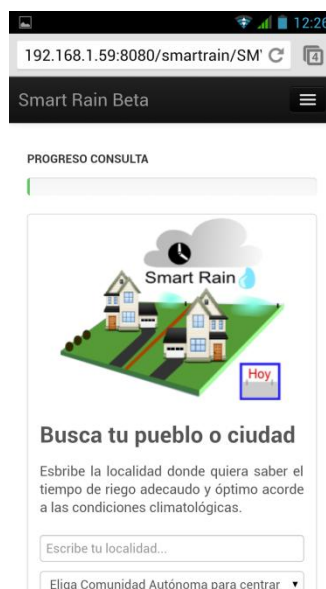 12:26
192.168.1.59:8080/smartrain/SM
4
Smart Rain Beta
PROGRESO CONSULTA
Smart Rain
Hoy
Busca tu pueblo o ciudad
Esbribe la localidad donde quiera saber el
tiempo de riego adecaudo y óptimo acorde
a las condiciones climatológicas.
Escribe tu localidad...
Eliga Comunidad Autónoma para centrar